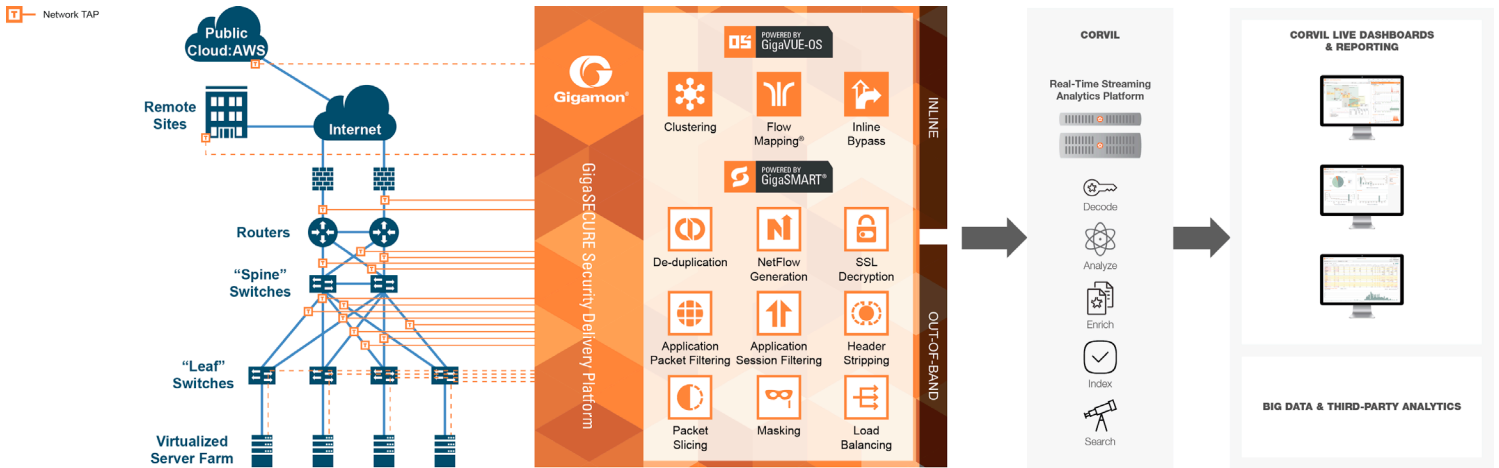 T
Network TAP
Public
Cloud:AWS
Remote
Sites
Internet
Routers
“Spine”
Switches
“Leaf”
Switches
Virtualized
Server Farm
Gigamon®
GigaSECURE Security Delivery Platform
OS
POWERED BY
GigaVUE-OS
Clustering
Flow
Mapping®
Inline
Bypass
POWERED BY
GigaSMART®
De-duplication
NetFlow
Generation
SSL
Decryption
Application
Packet Filtering
Application
Session Filtering
Header
Stripping
Packet
Slicing
Masking
Load
Balancing
INLINE
OUT-OF-BAND
CORVIL
Real-Time Streaming
Analytics Platform
Decode
Analyze
Enrich
Index
Search
CORVIL LIVE DASHBOARDS
& REPORTING
BIG DATA & THIRD-PARTY ANALYTICS